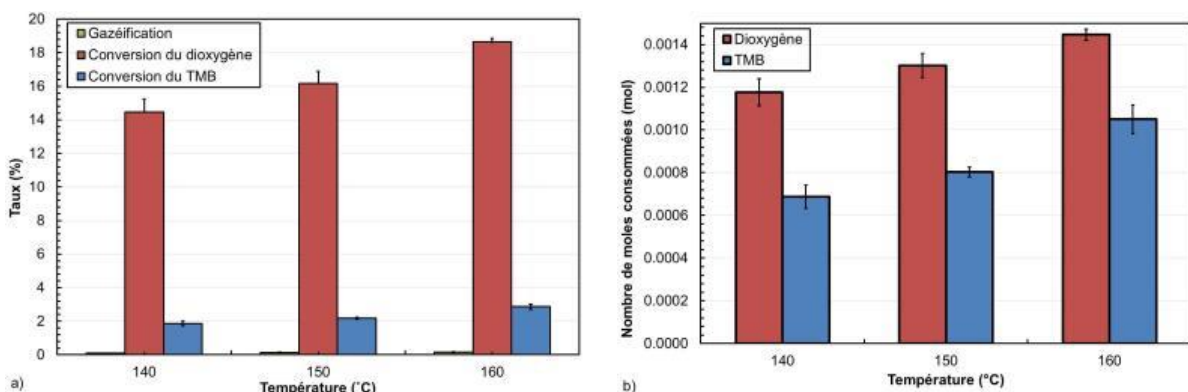 Gazéification
Conversion du dioxygène
Conversion du TMB
20
18
16
14
12
10
8
6
4
2
0
Taux (%)
140
150
160
Température (˚C)
a)
Dioxygène
TMB
0.0014
0.0012
0.0010
0.0008
0.0006
0.0004
0.0002
0.0000
Nombre de moles consommées (mol)
140
150
160
Température (°C)
b)